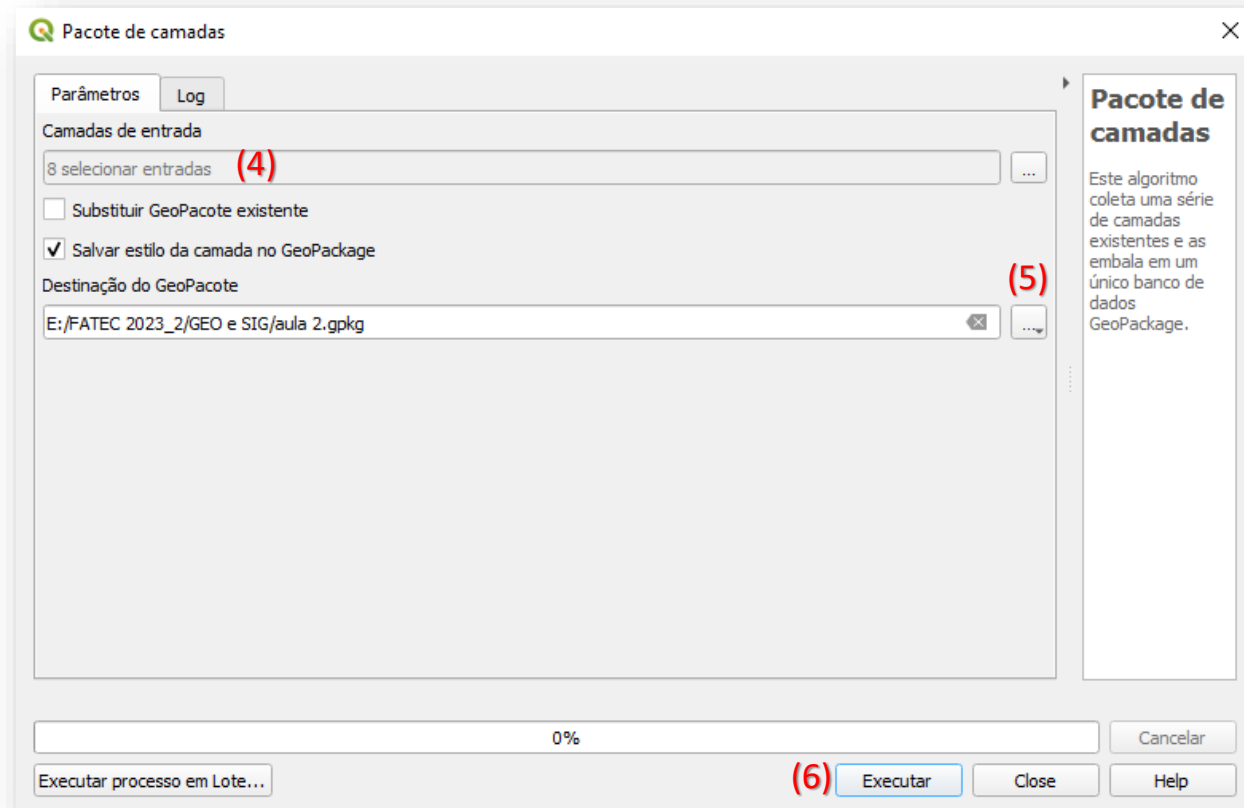 Pacote de camadas
Parâmetros
Log
Camadas de entrada
8 selecionar entradas (4)
...
Substituir GeoPacote existente
Salvar estilo da camada no GeoPackage
Destinação do GeoPacote
(5)
E:/FATEC 2023_2/GEO e SIG/aula 2.gpkg
...
Pacote de
camadas
Este algoritmo
coleta uma série
de camadas
existentes e as
embala em um
único banco de
dados
GeoPackage.
0%
Cancelar
Executar processo em Lote...
(6)
Executar
Close
Help